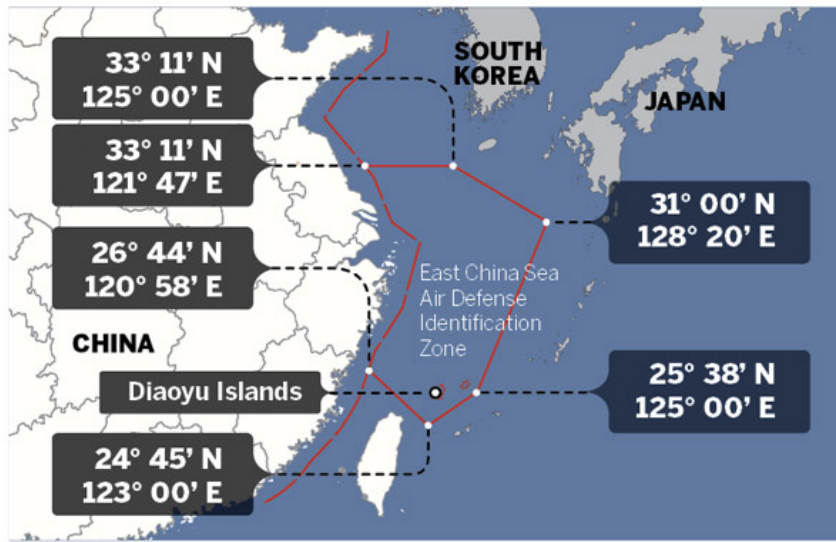 33° 11’ N
125° 00’ E
SOUTH
KOREA
JAPAN
33° 11’ N
121° 47’ E
31° 00’ N
128° 20’ E
26° 44’ N
120° 58’ E
East China Sea
Air Defense
Identification
Zone
CHINA
Diaoyu Islands
25° 38’ N
125° 00’ E
24° 45’ N
123° 00’ E